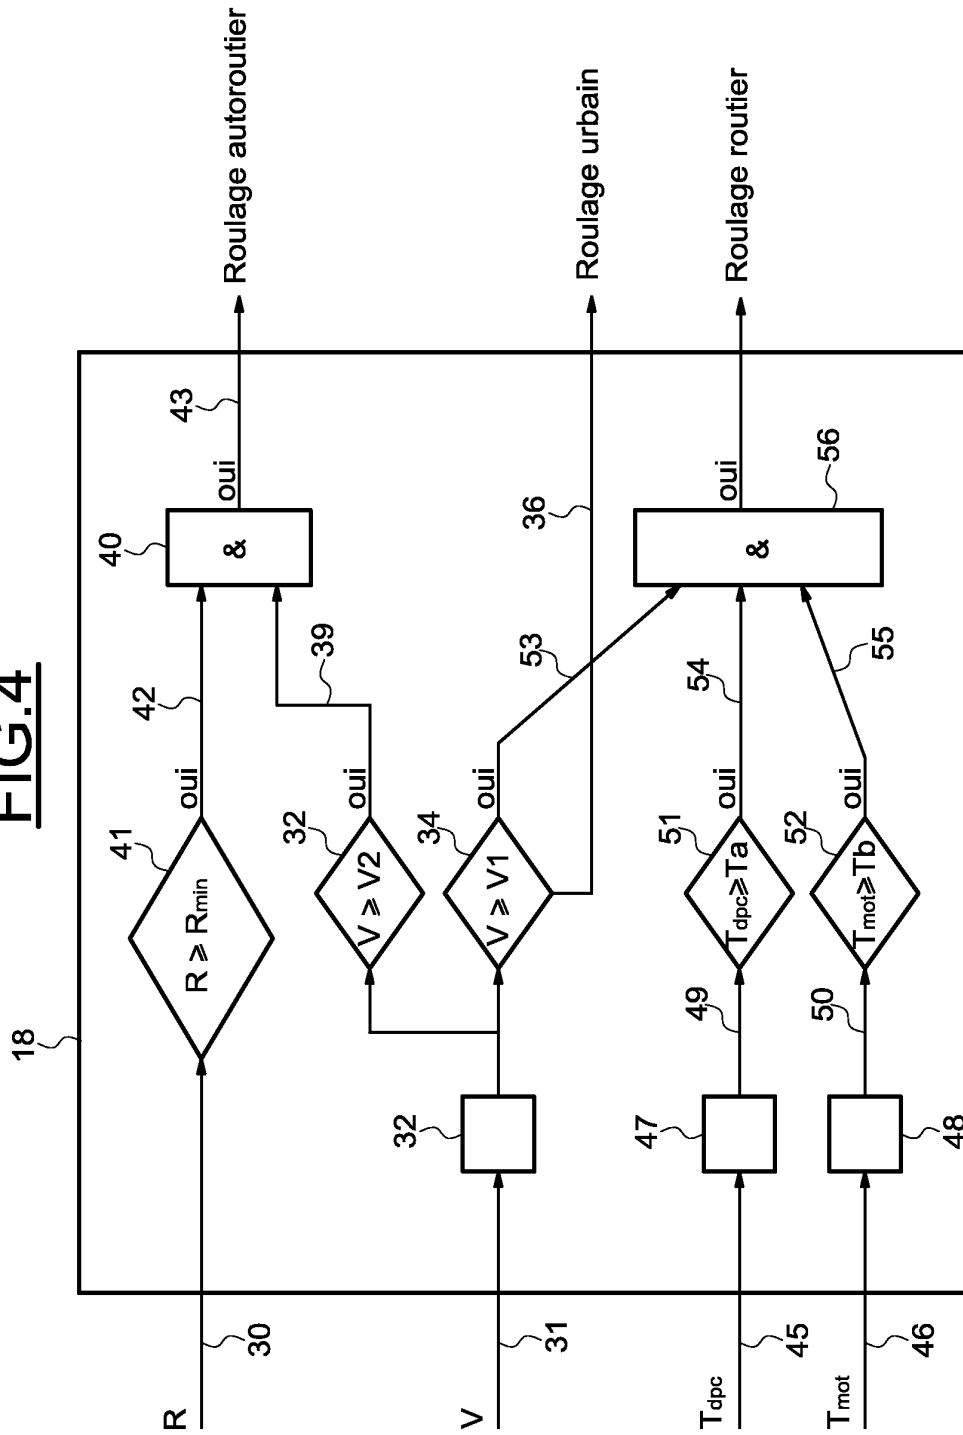 FIG.4
18
R
30
41
R ⩾ Rmin
oui
42
40
&
oui
43
Roulage autoroutier
V
31
32
32
V ⩾ V2
oui
39
34
V ⩾ V1
oui
53
36
Roulage urbain
Tdpc
45
47
49
51
Tdpc⩾Ta
oui
54
&
56
oui
Roulage routier
Tmot
46
48
50
52
Tmot⩾Tb
oui
55